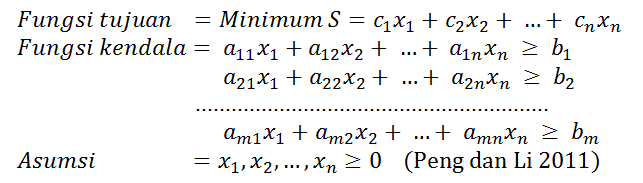 Fungsi tujuan = Minimum S = c₁x₁ + c₂x₂ + …+ cₙxₙ
Fungsi kendala = a₁₁x₁ + a₁₂x₂ + …+ a₁ₙxₙ ≥ b₁
a₂₁x₁ + a₂₂x₂ + …+ a₂ₙxₙ ≥ b₂
……………………………………………………
aₘ₁x₁ + aₘ₂x₂ + …+ aₘₙxₙ ≥ bₘ
Asumsi = x₁, x₂, …, xₙ ≥ 0 (Peng dan Li 2011)